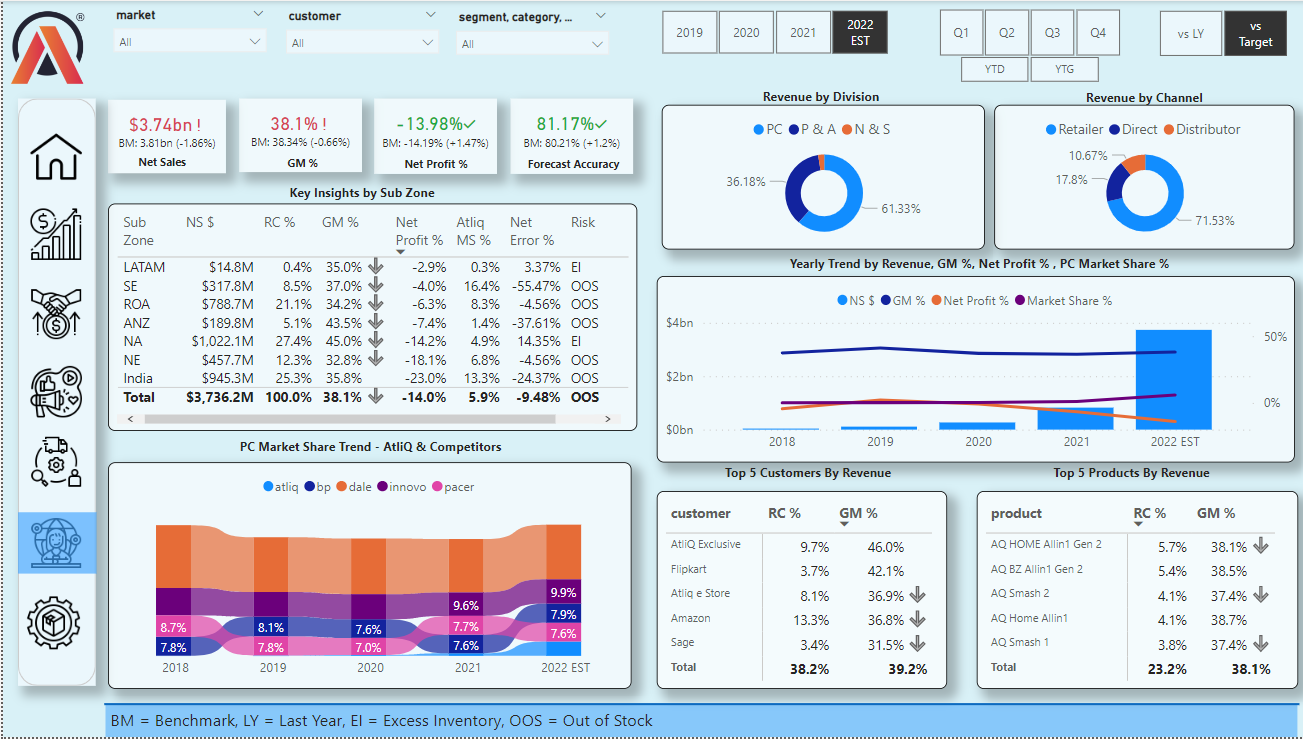 ®
market
customer
segment, category, ...
All
All
All
2019
2020
2021
2022
EST
Q1
Q2
Q3
Q4
YTD
YTG
vs LY
vs
Target
$3.74bn !
BM: 3.81bn (-1.86%)
Net Sales
38.1% !
BM: 38.34% (-0.66%)
GM %
-13.98%✓
BM: -14.19% (+1.47%)
Net Profit %
81.17%✓
BM: 80.21% (+1.2%)
Forecast Accuracy
Key Insights by Sub Zone
Sub Zone NS $ RC % GM % Net Profit % Atliq MS % Net Error % Risk
LATAM $14.8M 0.4% 35.0% -2.9% 0.3% 3.37% EI
SE $317.8M 8.5% 37.0% -4.0% 16.4% -55.47% OOS
ROA $788.7M 21.1% 34.2% -6.3% 8.3% -4.56% OOS
ANZ $189.8M 5.1% 43.5% -7.4% 1.4% -37.61% OOS
NA $1,022.1M 27.4% 45.0% -14.2% 4.9% 14.35% EI
NE $457.7M 12.3% 32.8% -18.1% 6.8% -4.56% OOS
India $945.3M 25.3% 35.8% -23.0% 13.3% -24.37% OOS
Total $3,736.2M 100.0% 38.1% -14.0% 5.9% -9.48% OOS
Revenue by Division
PC P & A N & S
36.18%
61.33%
Revenue by Channel
Retailer Direct Distributor
10.67%
17.8%
71.53%
Yearly Trend by Revenue, GM %, Net Profit % , PC Market Share %
NS $ GM % Net Profit % Market Share %
$4bn
50%
$2bn
0%
$0bn
2018 2019 2020 2021 2022 EST
PC Market Share Trend - AtliQ & Competitors
atliq bp dale innovo pacer
9.9%
9.6%
7.9%
8.7% 8.1% 7.6% 7.7% 7.6%
7.8% 7.8% 7.0% 7.6%
2018 2019 2020 2021 2022 EST
Top 5 Customers By Revenue
customer RC % GM %
AtliQ Exclusive 9.7% 46.0%
Flipkart 3.7% 42.1%
Atliq e Store 8.1% 36.9%
Amazon 13.3% 36.8%
Sage 3.4% 31.5%
Total 38.2% 39.2%
Top 5 Products By Revenue
product RC % GM %
AQ HOME Allin1 Gen 2 5.7% 38.1%
AQ BZ Allin1 Gen 2 5.4% 38.5%
AQ Smash 2 4.1% 37.4%
AQ Home Allin1 4.1% 38.7%
AQ Smash 1 3.8% 37.4%
Total 23.2% 38.1%
BM = Benchmark, LY = Last Year, EI = Excess Inventory, OOS = Out of Stock